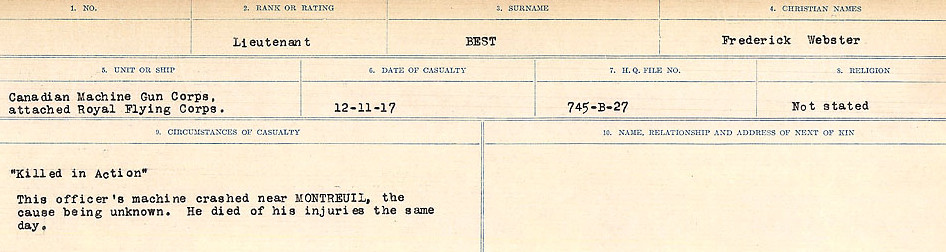 1. NO. 2. RANK OR RATING 3. SURNAME 4. CHRISTIAN NAMES
Lieutenant BEST Frederick Webster
5. UNIT OR SHIP 6. DATE OF CASUALTY 7. H.Q. FILE NO. 8. RELIGION
Canadian Machine Gun Corps,
attached Royal Flying Corps. 12-11-17 745-B-27 Not stated
9. CIRCUMSTANCES OF CASUALTY 10. NAME, RELATIONSHIP AND ADDRESS OF NEXT OF KIN
"Killed in Action"
This officer's machine crashed near MONTREUIL, the
cause being unknown. He died of his injuries the same
day.